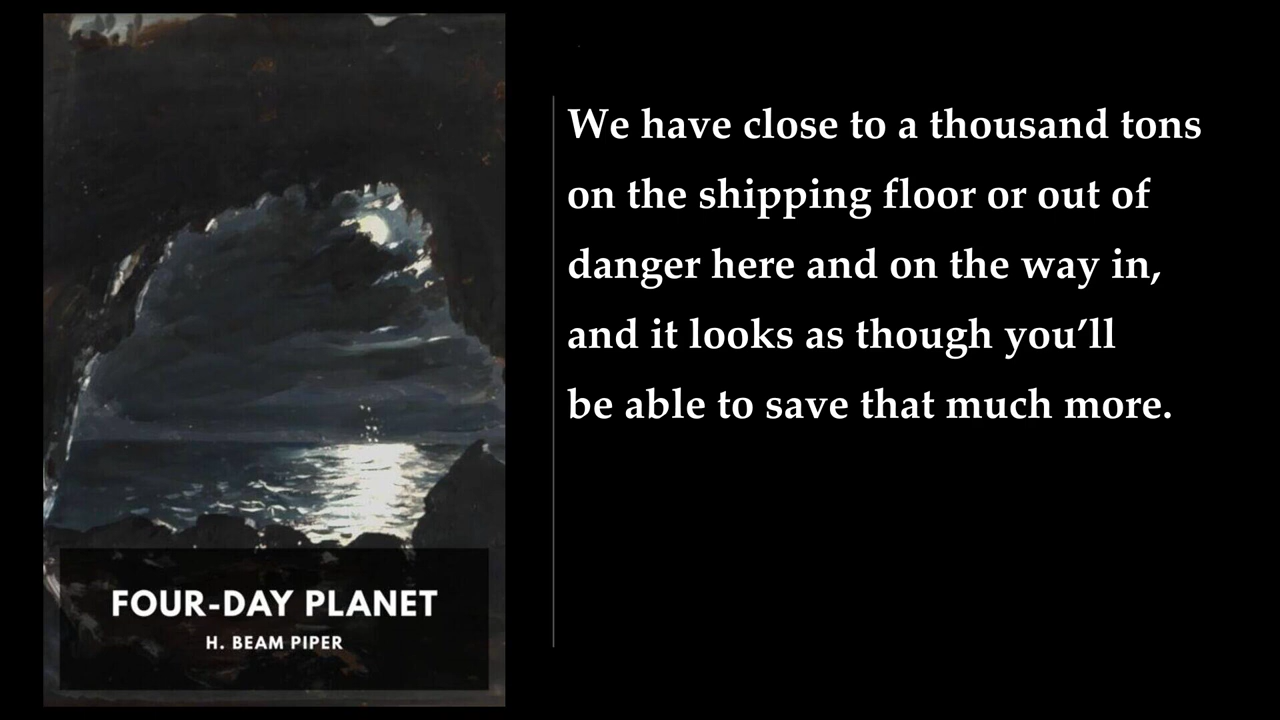 We have close to a thousand tons
on the shipping floor or out of
danger here and on the way in,
and it looks as though you’ll
be able to save that much more.
FOUR-DAY PLANET
H. BEAM PIPER